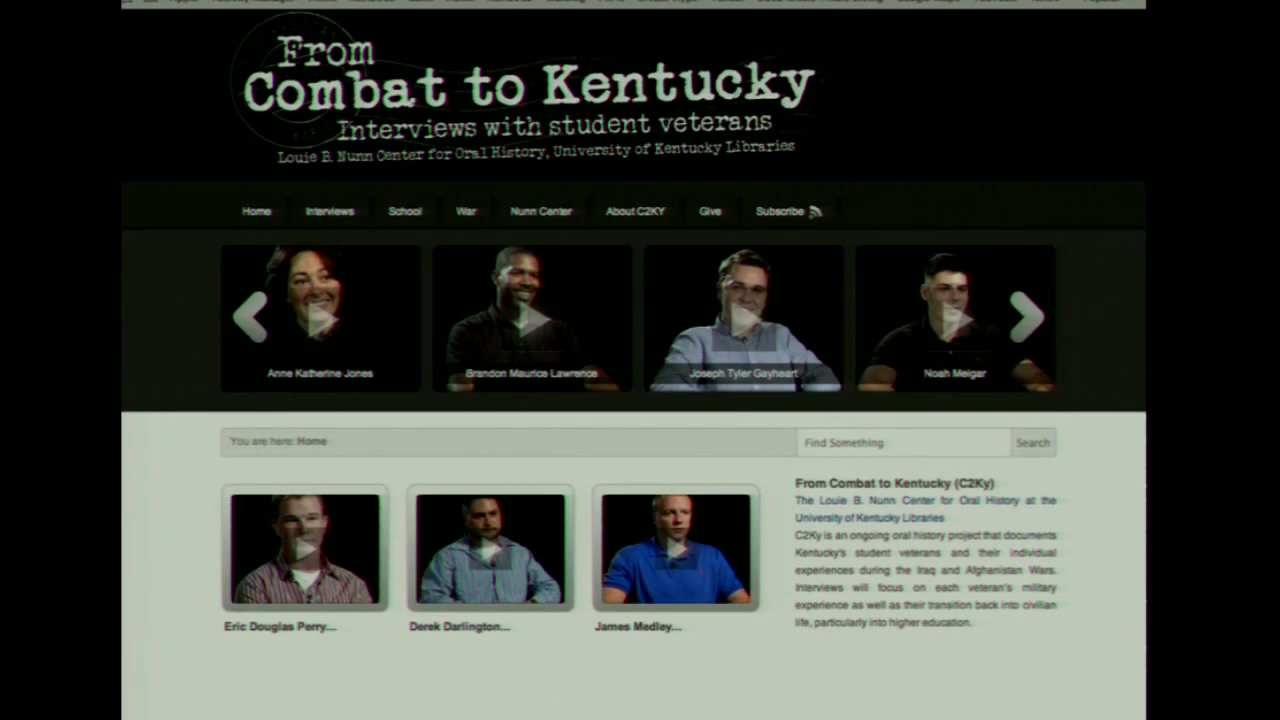 From
Combat to Kentucky
Interviews with student veterans
Louie B. Nunn Center for Oral History, University of Kentucky Libraries
Home Interviews School War Nunn Center About C2KY Give Subscribe
Anne Katherine Jones Brandon Maurice Lawrence Joseph Tyler Gayheart Noah Melgar
You are here: Home Find Something Search
From Combat to Kentucky (C2Ky)
The Louie B. Nunn Center for Oral History at the
University of Kentucky Libraries
C2Ky is an ongoing oral history project that documents
Kentucky's student veterans and their individual
experiences during the Iraq and Afghanistan Wars.
Interviews will focus on each veteran's military
experience as well as their transition back into civilian
life, particularly into higher education.
Eric Douglas Perry... Derek Darlington... James Medley...